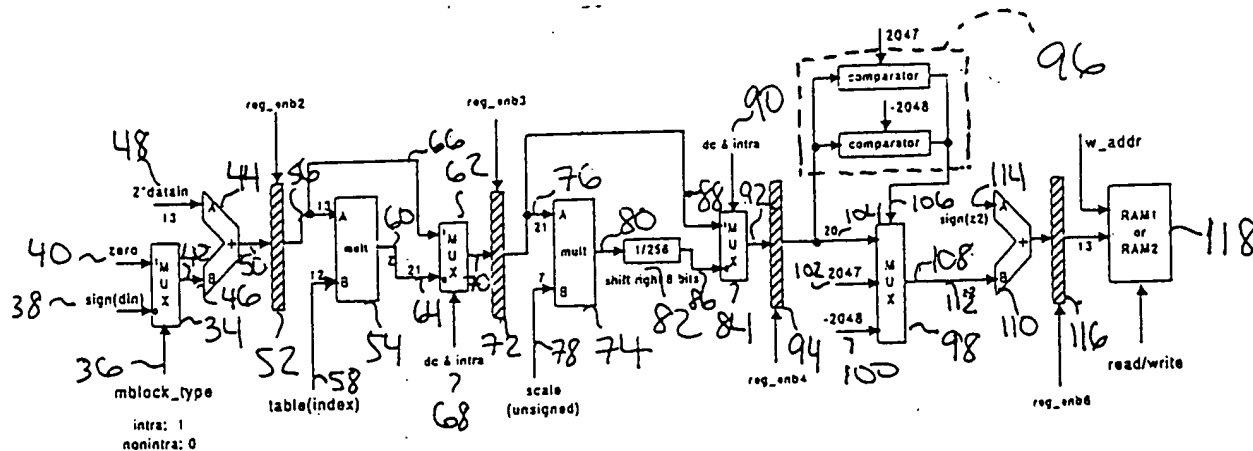 2047
96
comparator
-2048
comparator
reg_enb2
reg_enb3
90
dc & intra
w_addr
48
2*datain
13
44
56
66
62
76
88
92
40
zero
42
46
50
+
38
sign(din)
1
MUX
34
36
mblock_type
intra: 1
nonintra: 0
52
13
A
mult
12
B
54
58
table(index)
60
21
64
1
MUX
70
dc & intra
68
72
21
A
mult
7
B
74
78
scale
(unsigned)
80
1/256
shift right 8 bits
82
86
1
MUX
84
94
reg_enb4
20
104
106
102
2047
-2048
100
MUX
98
108
112
sign(z2)
A
114
+
B
110
116
reg_enb6
13
RAM1
or
RAM2
118
read/write